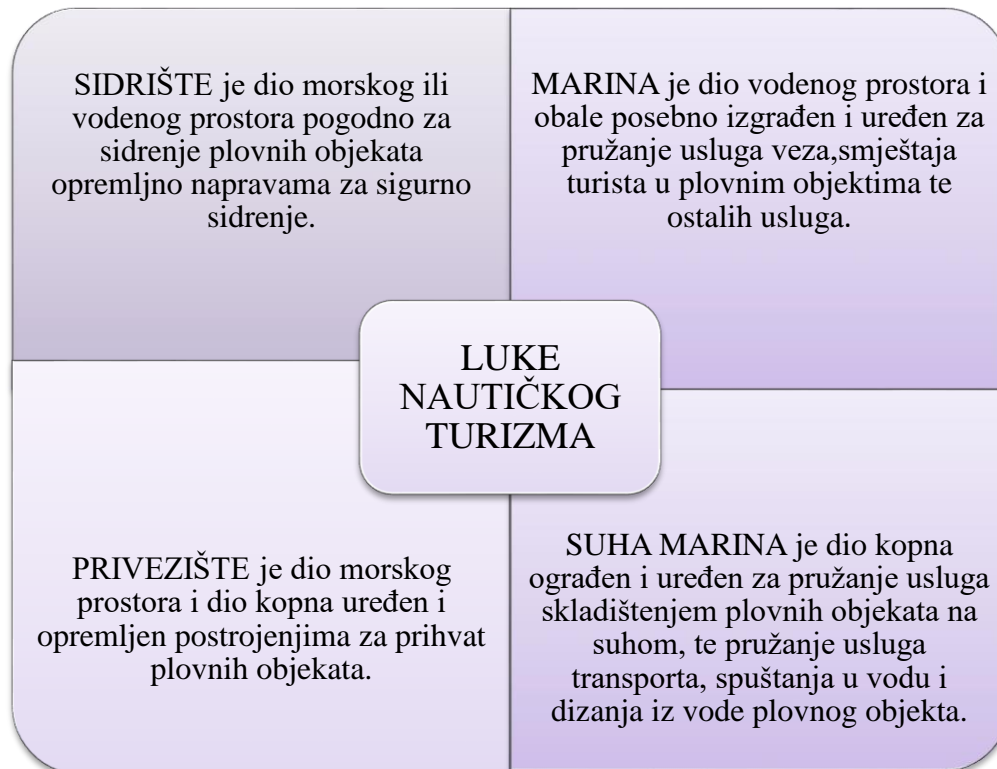 SIDRIŠTE je dio morskog ili
vodenog prostora pogodno za
sidrenje plovnih objekata
opremljno napravama za sigurno
sidrenje.
MARINA je dio vodenog prostora i
obale posebno izgrađen i uređen za
pružanje usluga veza,smještaja
turista u plovnim objektima te
ostalih usluga.
LUKE
NAUTIČKOG
TURIZMA
PRIVEZIŠTE je dio morskog
prostora i dio kopna uređen i
opremljen postrojenjima za prihvat
plovnih objekata.
SUHA MARINA je dio kopna
ograđen i uređen za pružanje usluga
skladištenjem plovnih objekata na
suhom, te pružanje usluga
transporta, spuštanja u vodu i
dizanja iz vode plovnog objekta.